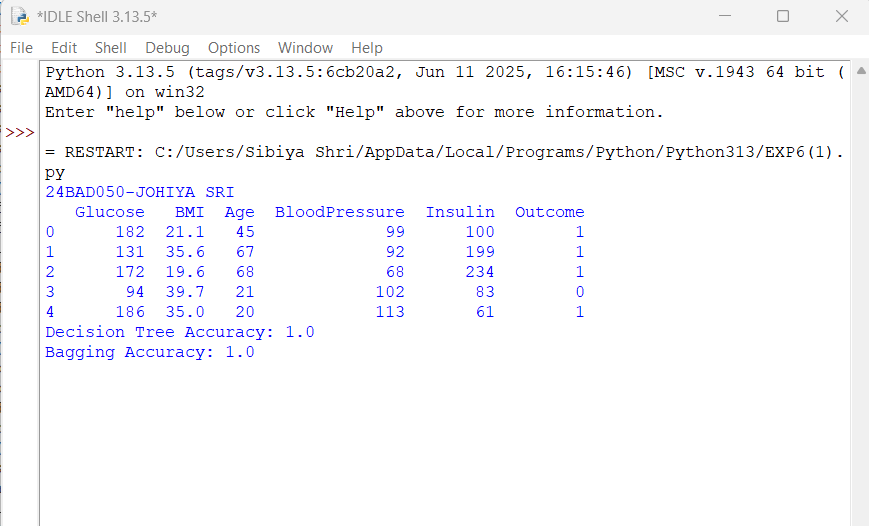 *IDLE Shell 3.13.5*
File Edit Shell Debug Options Window Help
Python 3.13.5 (tags/v3.13.5:6cb20a2, Jun 11 2025, 16:15:46) [MSC v.1943 64 bit (
AMD64)] on win32
Enter "help" below or click "Help" above for more information.
>>>
= RESTART: C:/Users/Sibiya Shri/AppData/Local/Programs/Python/Python313/EXP6(1).
py
24BAD050-JOHIYA SRI
   Glucose   BMI  Age  BloodPressure  Insulin  Outcome
0      182  21.1   45             99      100        1
1      131  35.6   67             92      199        1
2      172  19.6   68             68      234        1
3       94  39.7   21            102       83        0
4      186  35.0   20            113       61        1
Decision Tree Accuracy: 1.0
Bagging Accuracy: 1.0